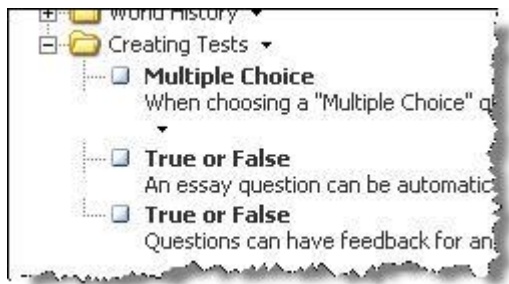 World History
Creating Tests
Multiple Choice
When choosing a "Multiple Choice" q
True or False
An essay question can be automatic
True or False
Questions can have feedback for an